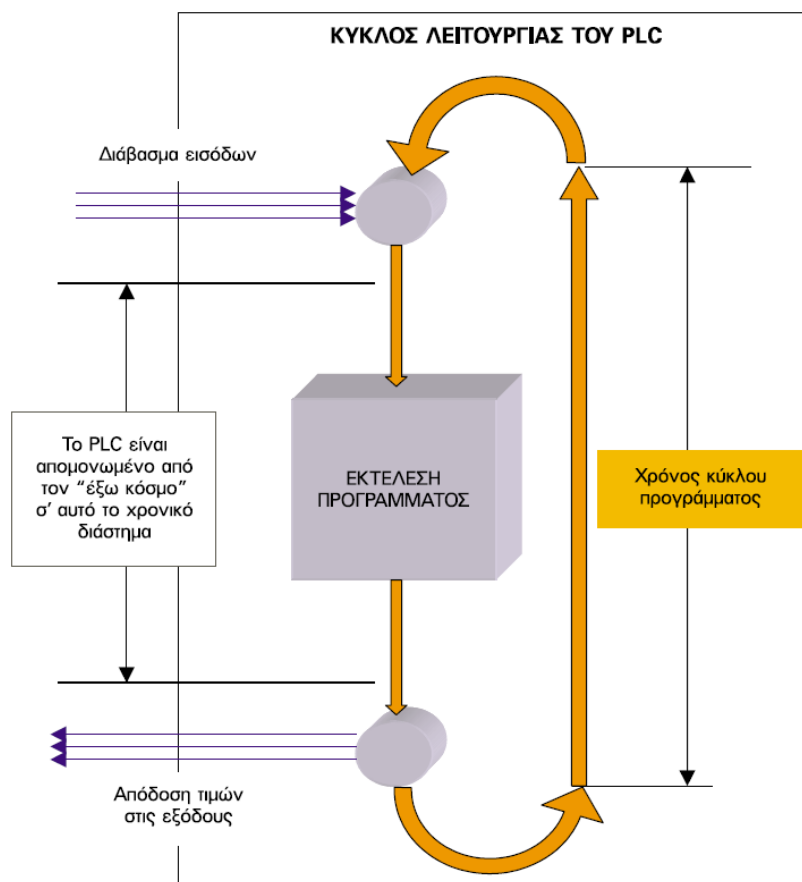 ΚΥΚΛΟΣ ΛΕΙΤΟΥΡΓΙΑΣ ΤΟΥ PLC
Διάβασμα εισόδων
Το PLC είναι
απομονωμένο από
τον “έξω κόσμο”
σ’ αυτό το χρονικό
διάστημα
ΕΚΤΕΛΕΣΗ
ΠΡΟΓΡΑΜΜΑΤΟΣ
Χρόνος κύκλου
προγράμματος
Απόδοση τιμών
στις εξόδους